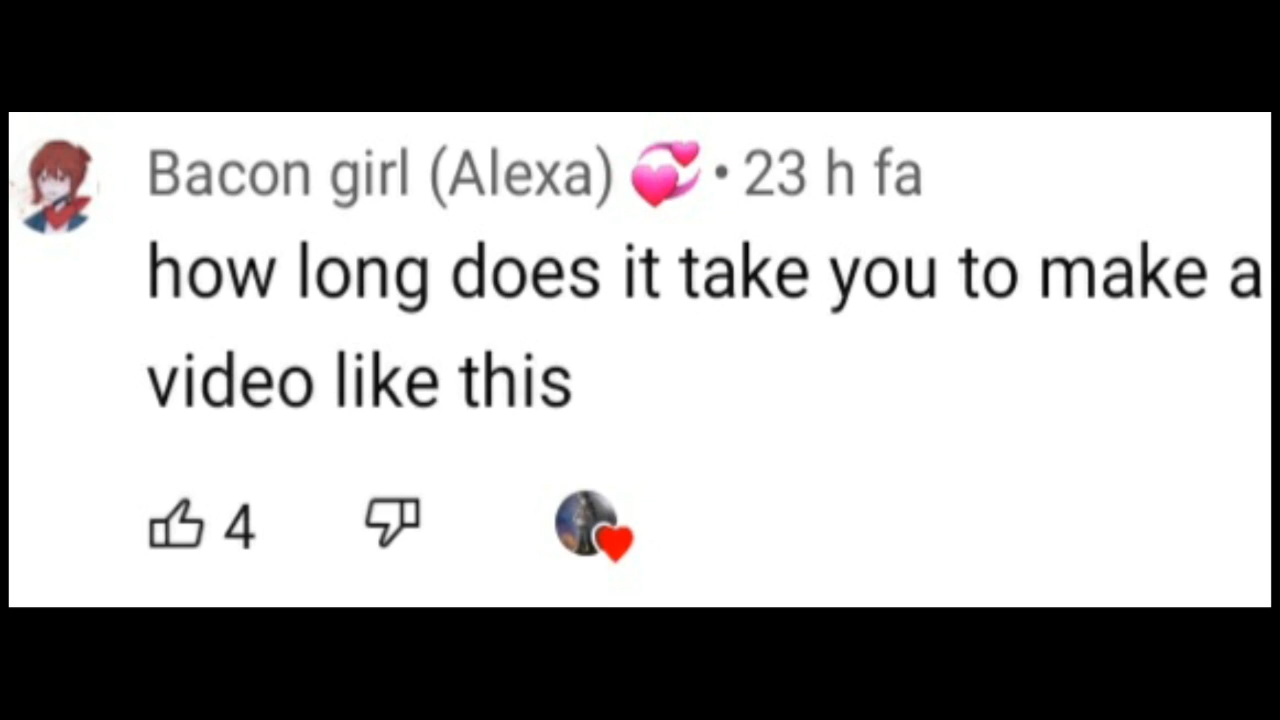 Bacon girl (Alexa) 💞 • 23 h fa
how long does it take you to make a
video like this
4